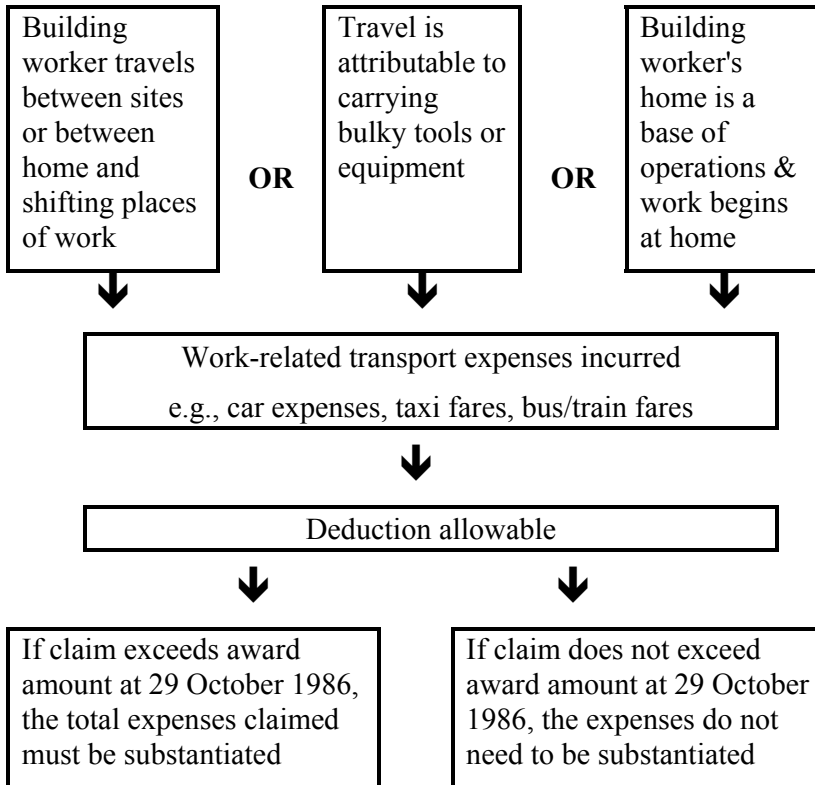 Building
worker travels
between sites
or between
home and
shifting places
of work
OR
Travel is
attributable to
carrying
bulky tools or
equipment
OR
Building
worker's
home is a
base of
operations &
work begins
at home
Work-related transport expenses incurred
e.g., car expenses, taxi fares, bus/train fares
Deduction allowable
If claim exceeds award
amount at 29 October 1986,
the total expenses claimed
must be substantiated
If claim does not exceed
award amount at 29 October
1986, the expenses do not
need to be substantiated